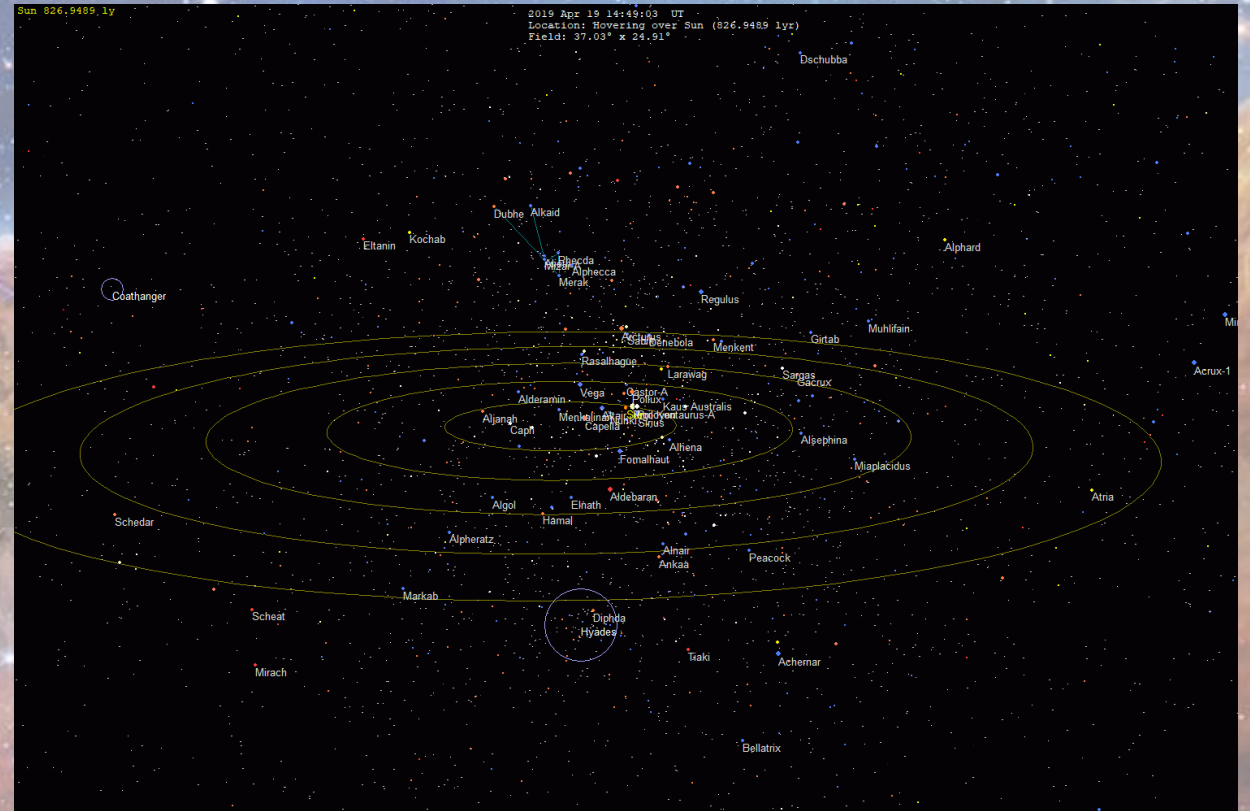 Sun 826.9489 ly
2019 Apr 19 14:49:03 UT
Location: Hovering over Sun (826.9489 lyr)
Field: 37.03° x 24.91°
Dschubba
Dubhe
Alkaid
Eltanin
Kochab
Alphard
Phecda
Alphecca
Merak
Coathanger
Regulus
Muhlifain
Arcturus
Denebola
Menkent
Girtab
Rasalhague
Acrux-1
Larawag
Sargas
Gacrux
Vega
Castor-A
Pollux
Alderamin
Kaus Australis
Aljanah
Caph
Capella
Sirius
Alsephina
Alhena
Fomalhaut
Miaplacidus
Aldebaran
Atria
Algol
Elnath
Hamal
Schedar
Alpheratz
Alnair
Ankaa
Peacock
Markab
Scheat
Diphda
Hyades
Tiaki
Achernar
Mirach
Bellatrix